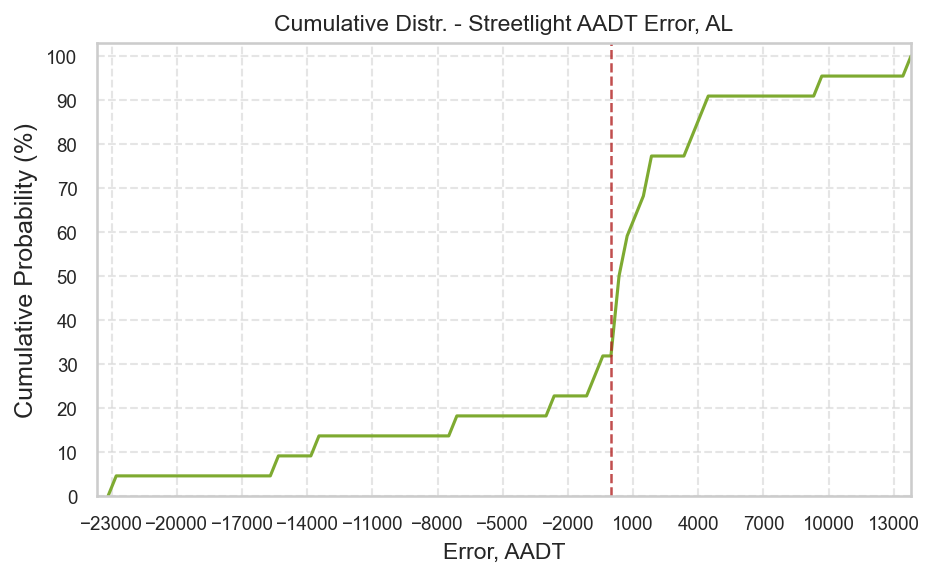 Cumulative Distr. - Streetlight AADT Error, AL
Cumulative Probability (%)
100
90
80
70
60
50
40
30
20
10
0
−23000 −20000 −17000 −14000 −11000 −8000 −5000 −2000 1000 4000 7000 10000 13000
Error, AADT